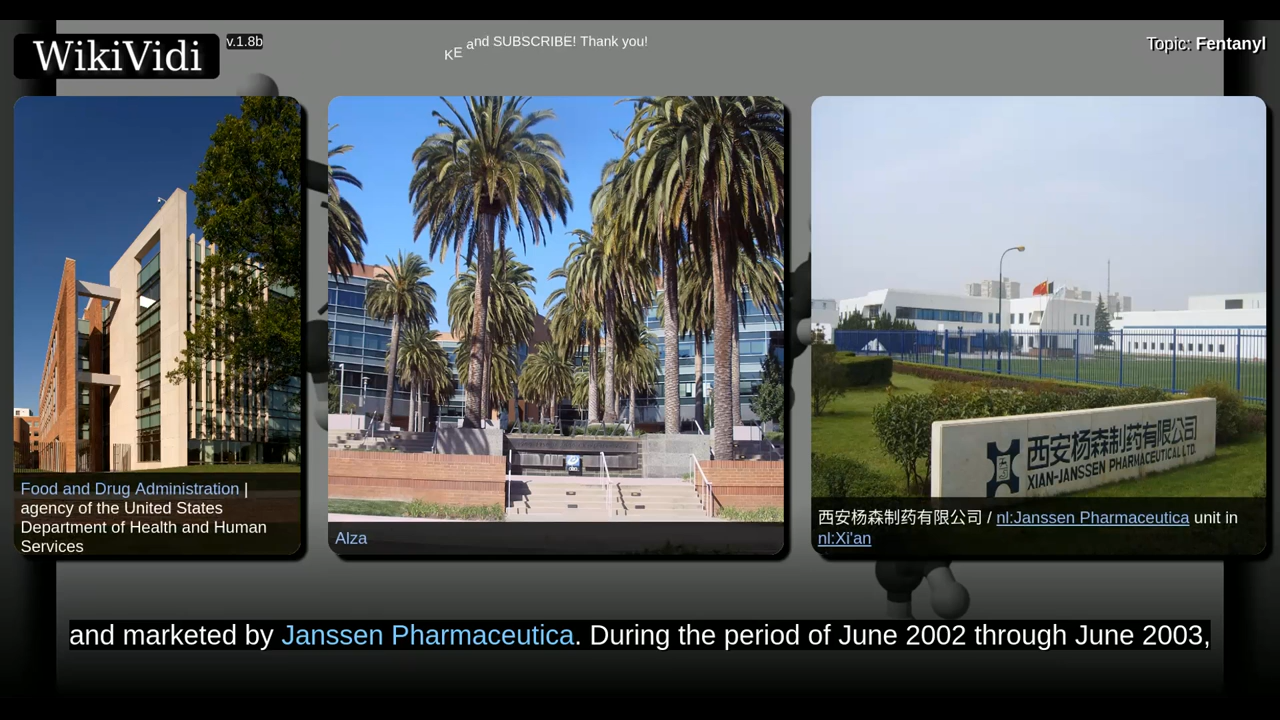 WikiVidi
v.1.8b
KE and SUBSCRIBE! Thank you!
Topic: Fentanyl
Food and Drug Administration |
agency of the United States
Department of Health and Human
Services
Alza
西安杨森制药有限公司
XIAN-JANSSEN PHARMACEUTICAL LTD.
西安杨森制药有限公司 / nl:Janssen Pharmaceutica unit in
nl:Xi'an
and marketed by Janssen Pharmaceutica. During the period of June 2002 through June 2003,